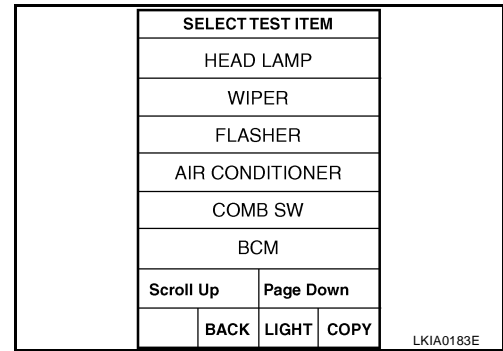 SELECT TEST ITEM
HEAD LAMP
WIPER
FLASHER
AIR CONDITIONER
COMB SW
BCM
Scroll Up Page Down
BACK LIGHT COPY
LKIA0183E